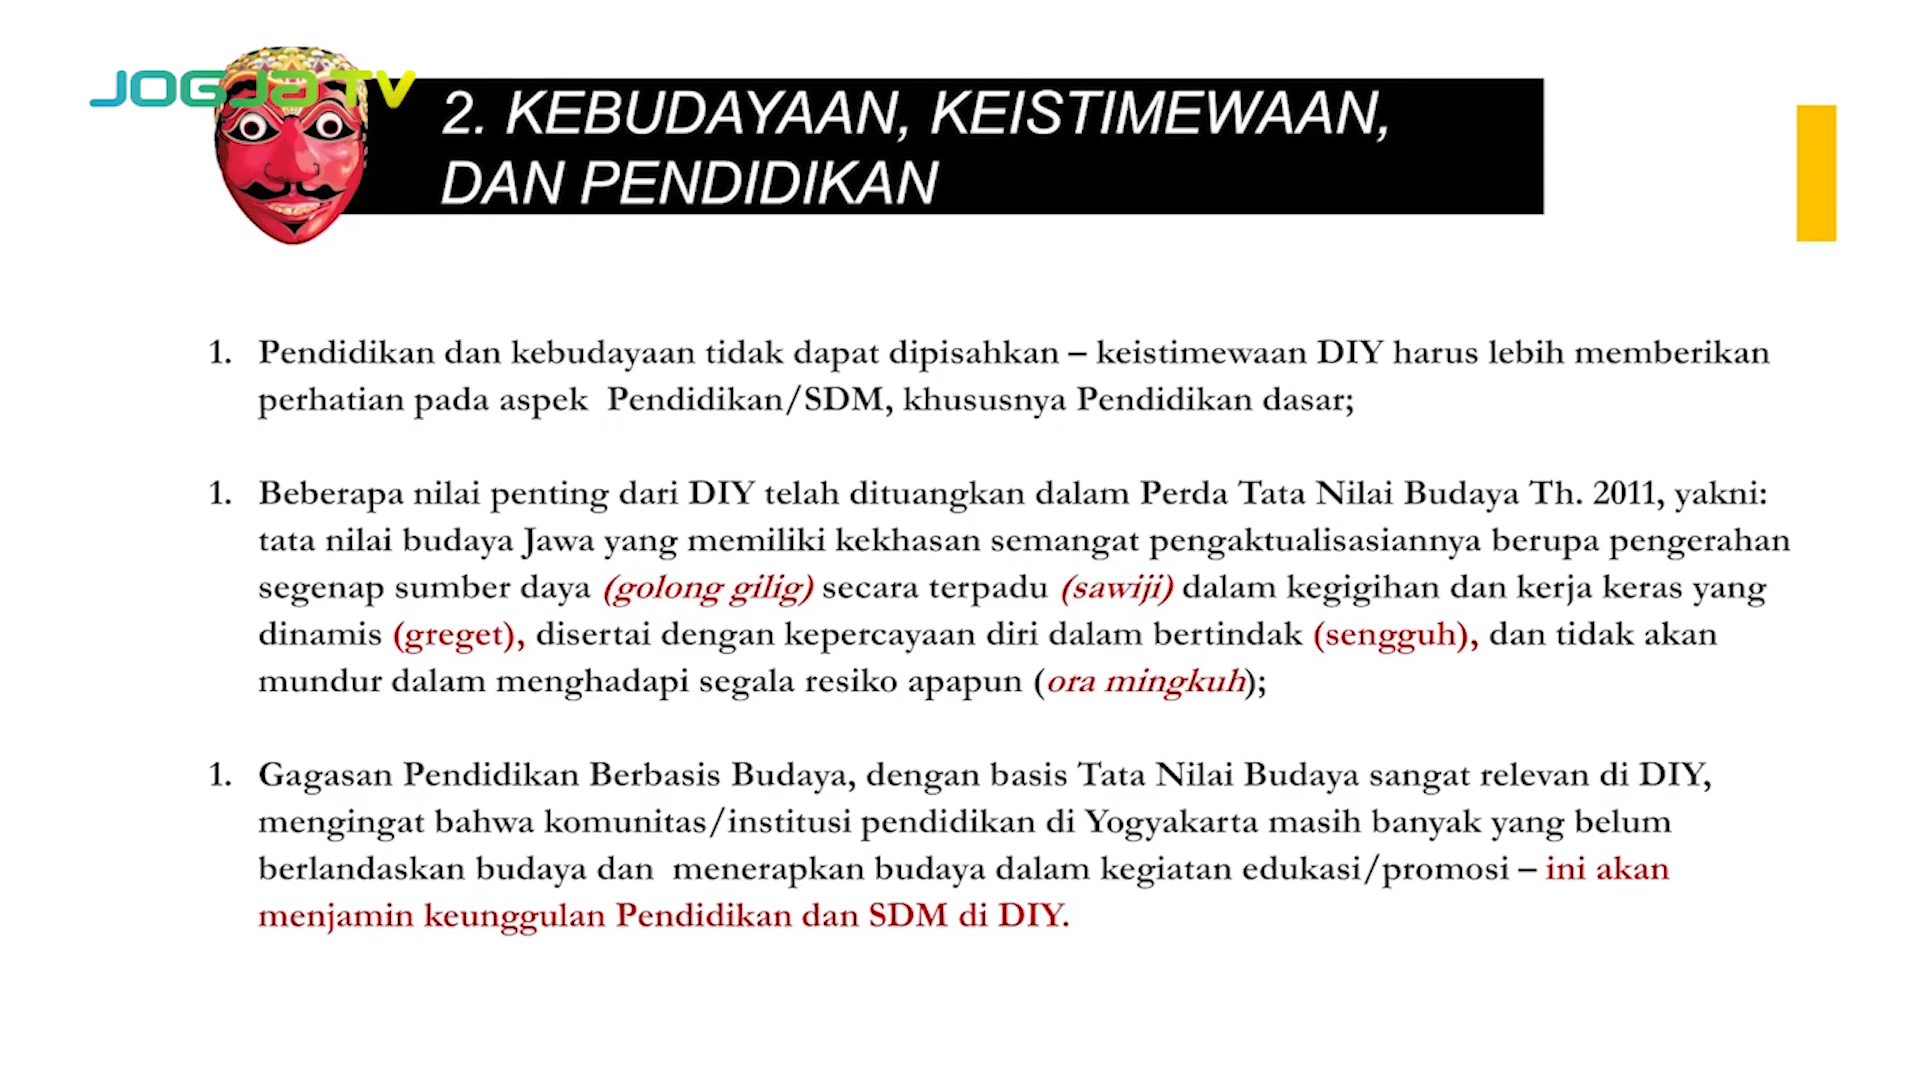 JOGJA TV
2. KEBUDAYAAN, KEISTIMEWAAN,
DAN PENDIDIKAN
1. Pendidikan dan kebudayaan tidak dapat dipisahkan – keistimewaan DIY harus lebih memberikan
perhatian pada aspek Pendidikan/SDM, khususnya Pendidikan dasar;
1. Beberapa nilai penting dari DIY telah dituangkan dalam Perda Tata Nilai Budaya Th. 2011, yakni:
tata nilai budaya Jawa yang memiliki kekhasan semangat pengaktualisasiannya berupa pengerahan
segenap sumber daya (golong gilig) secara terpadu (sawiji) dalam kegigihan dan kerja keras yang
dinamis (greget), disertai dengan kepercayaan diri dalam bertindak (sengguh), dan tidak akan
mundur dalam menghadapi segala resiko apapun (ora mingkuh);
1. Gagasan Pendidikan Berbasis Budaya, dengan basis Tata Nilai Budaya sangat relevan di DIY,
mengingat bahwa komunitas/institusi pendidikan di Yogyakarta masih banyak yang belum
berlandaskan budaya dan menerapkan budaya dalam kegiatan edukasi/promosi – ini akan
menjamin keunggulan Pendidikan dan SDM di DIY.